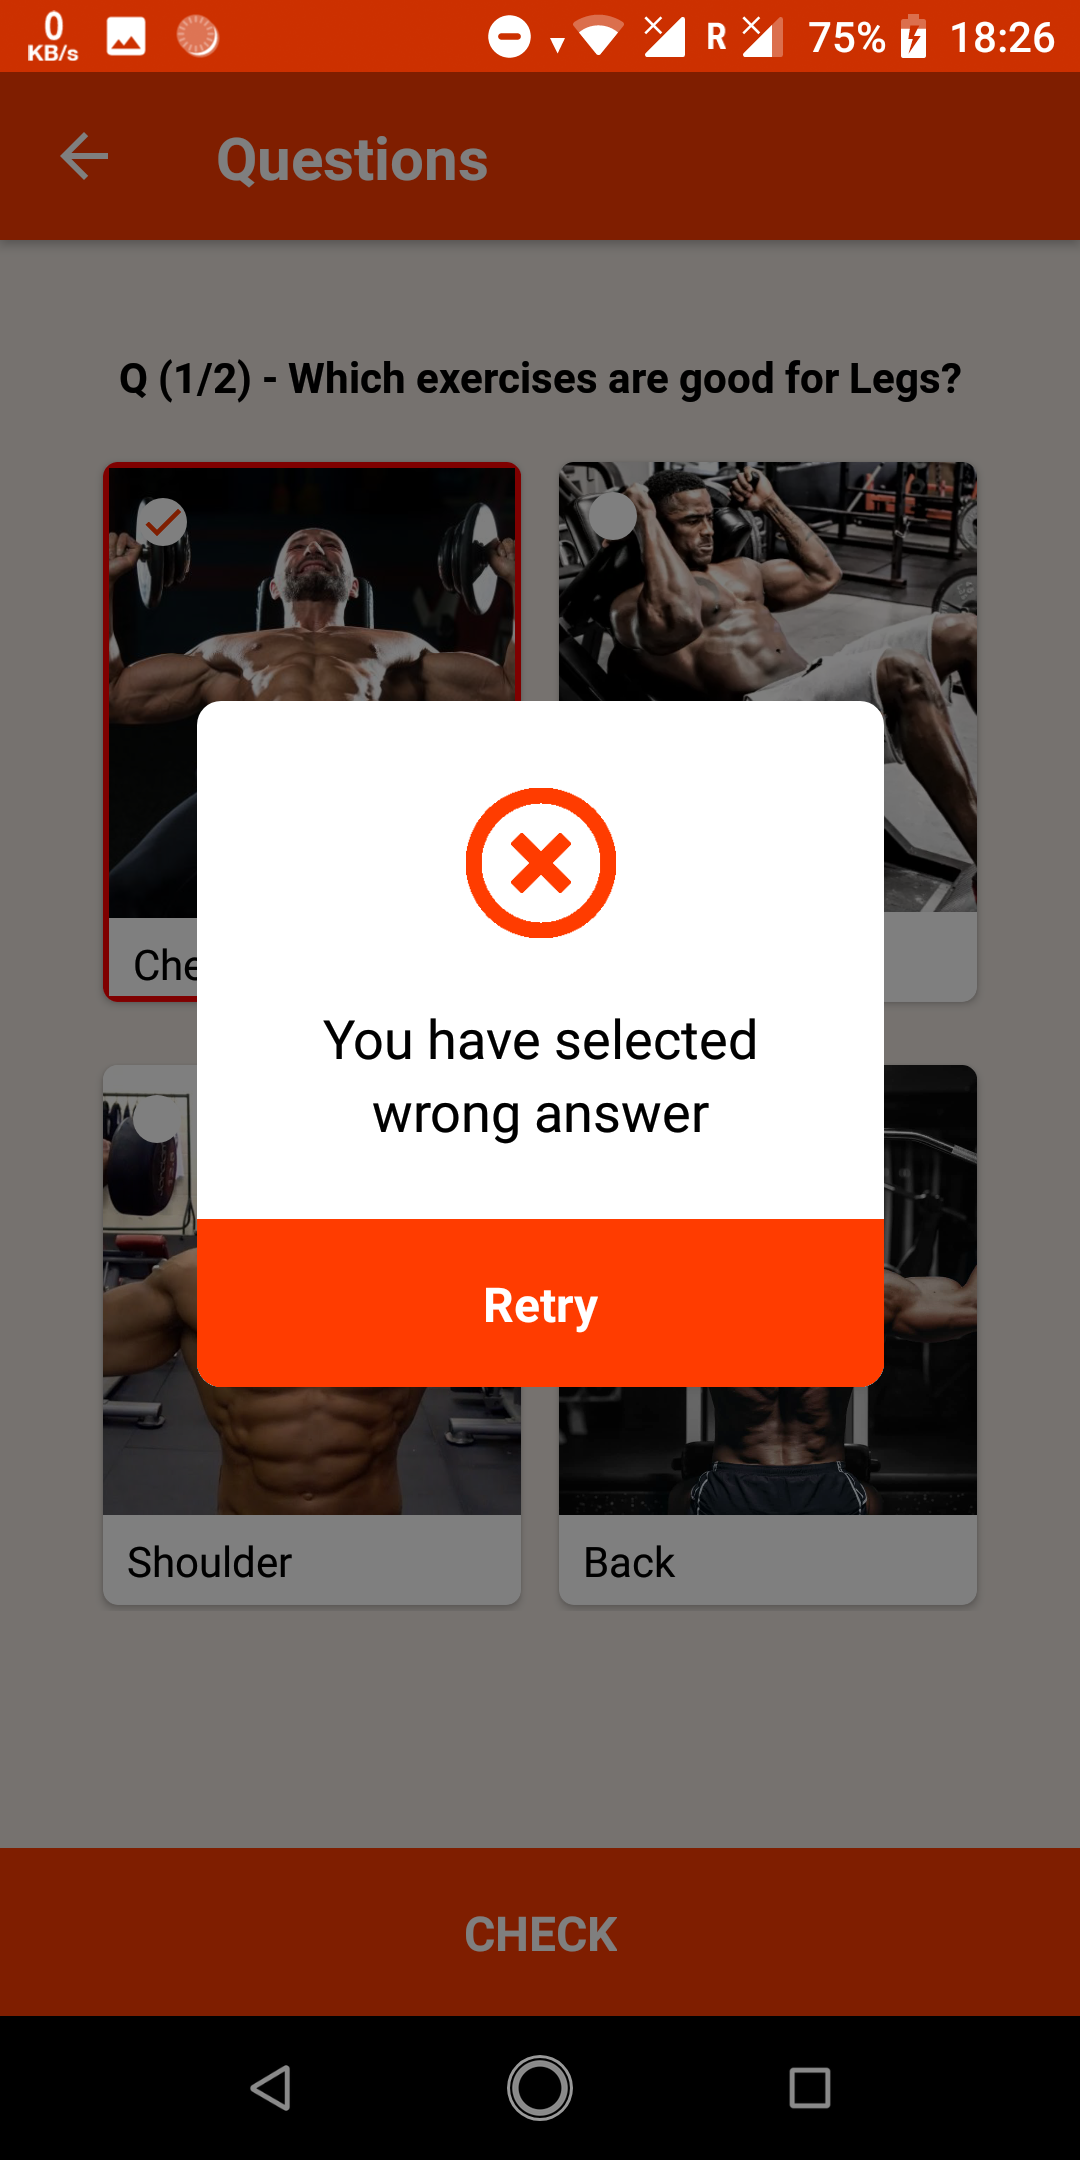 0
KB/s
R
75%
18:26
Questions
Q (1/2) - Which exercises are good for Legs?
Che
You have selected
wrong answer
Retry
Shoulder
Back
CHECK